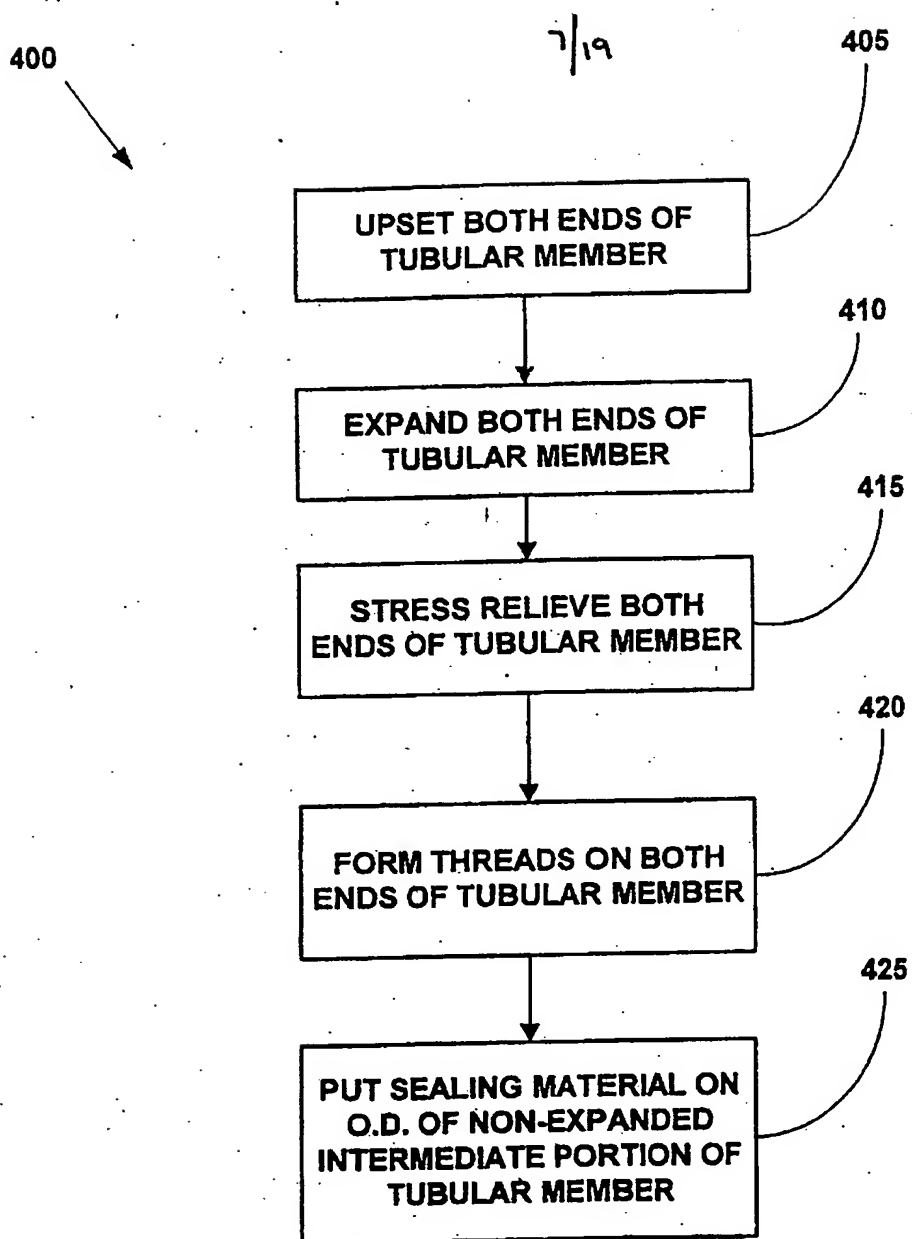 7/19
400
405
UPSET BOTH ENDS OF
TUBULAR MEMBER
410
EXPAND BOTH ENDS OF
TUBULAR MEMBER
415
STRESS RELIEVE BOTH
ENDS OF TUBULAR MEMBER
420
FORM THREADS ON BOTH
ENDS OF TUBULAR MEMBER
425
PUT SEALING MATERIAL ON
O.D. OF NON-EXPANDED
INTERMEDIATE PORTION OF
TUBULAR MEMBER